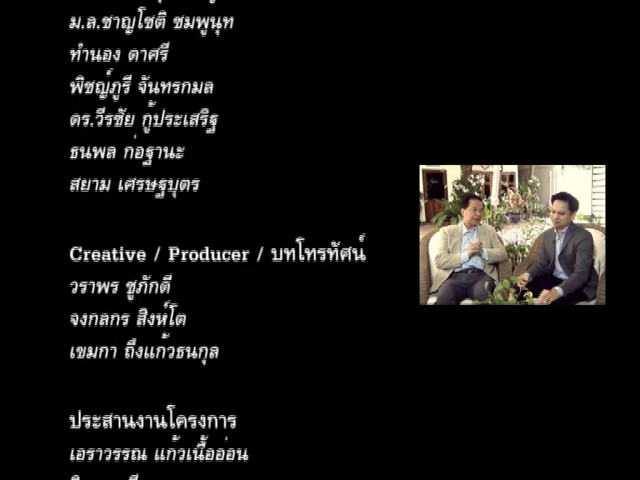 ม.ล.ชาญโชติ ชมพูนุท
ทำนอง ดาศรี
พิชญ์ภูรี จันทรกมล
ดร.วีรชัย กู้ประเสริฐ
ธนพล ก่อฐานะ
สยาม เศรษฐบุตร
Creative / Producer / บทโทรทัศน์
วราพร ชูภักดี
จงกลกร สิงห์โต
เขมกา ถึงแก้วธนกุล
ประสานงานโครงการ
เอราวรรณ แก้วเนื้ออ่อน